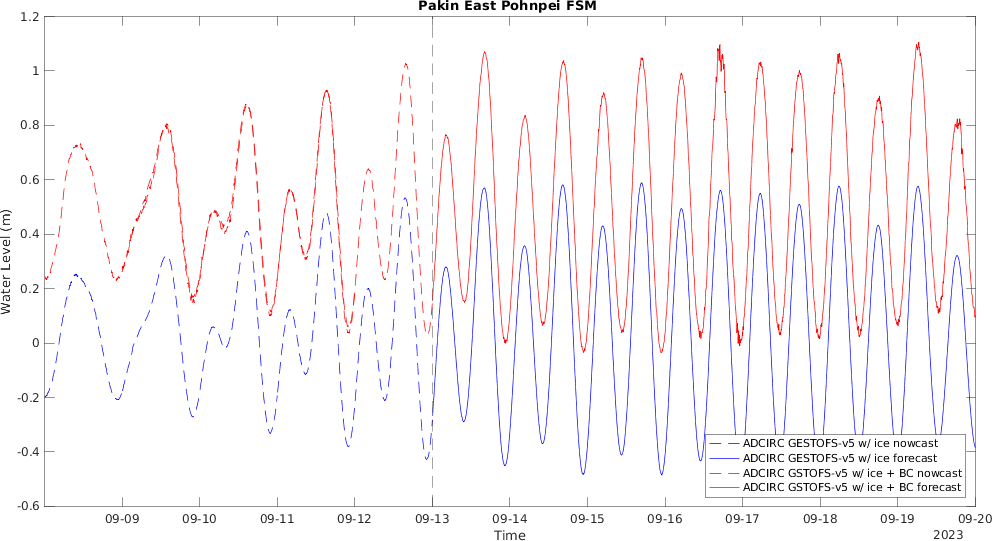 Pakin East Pohnpei FSM
Water Level (m)
1.2
1
0.8
0.6
0.4
0.2
0
-0.2
-0.4
-0.6
ADCIRC GESTOFS-v5 w/ ice nowcast
ADCIRC GESTOFS-v5 w/ ice forecast
ADCIRC GSTOFS-v5 w/ ice + BC nowcast
ADCIRC GSTOFS-v5 w/ ice + BC forecast
09-09 09-10 09-11 09-12 09-13 09-14 09-15 09-16 09-17 09-18 09-19 09-20
Time
2023